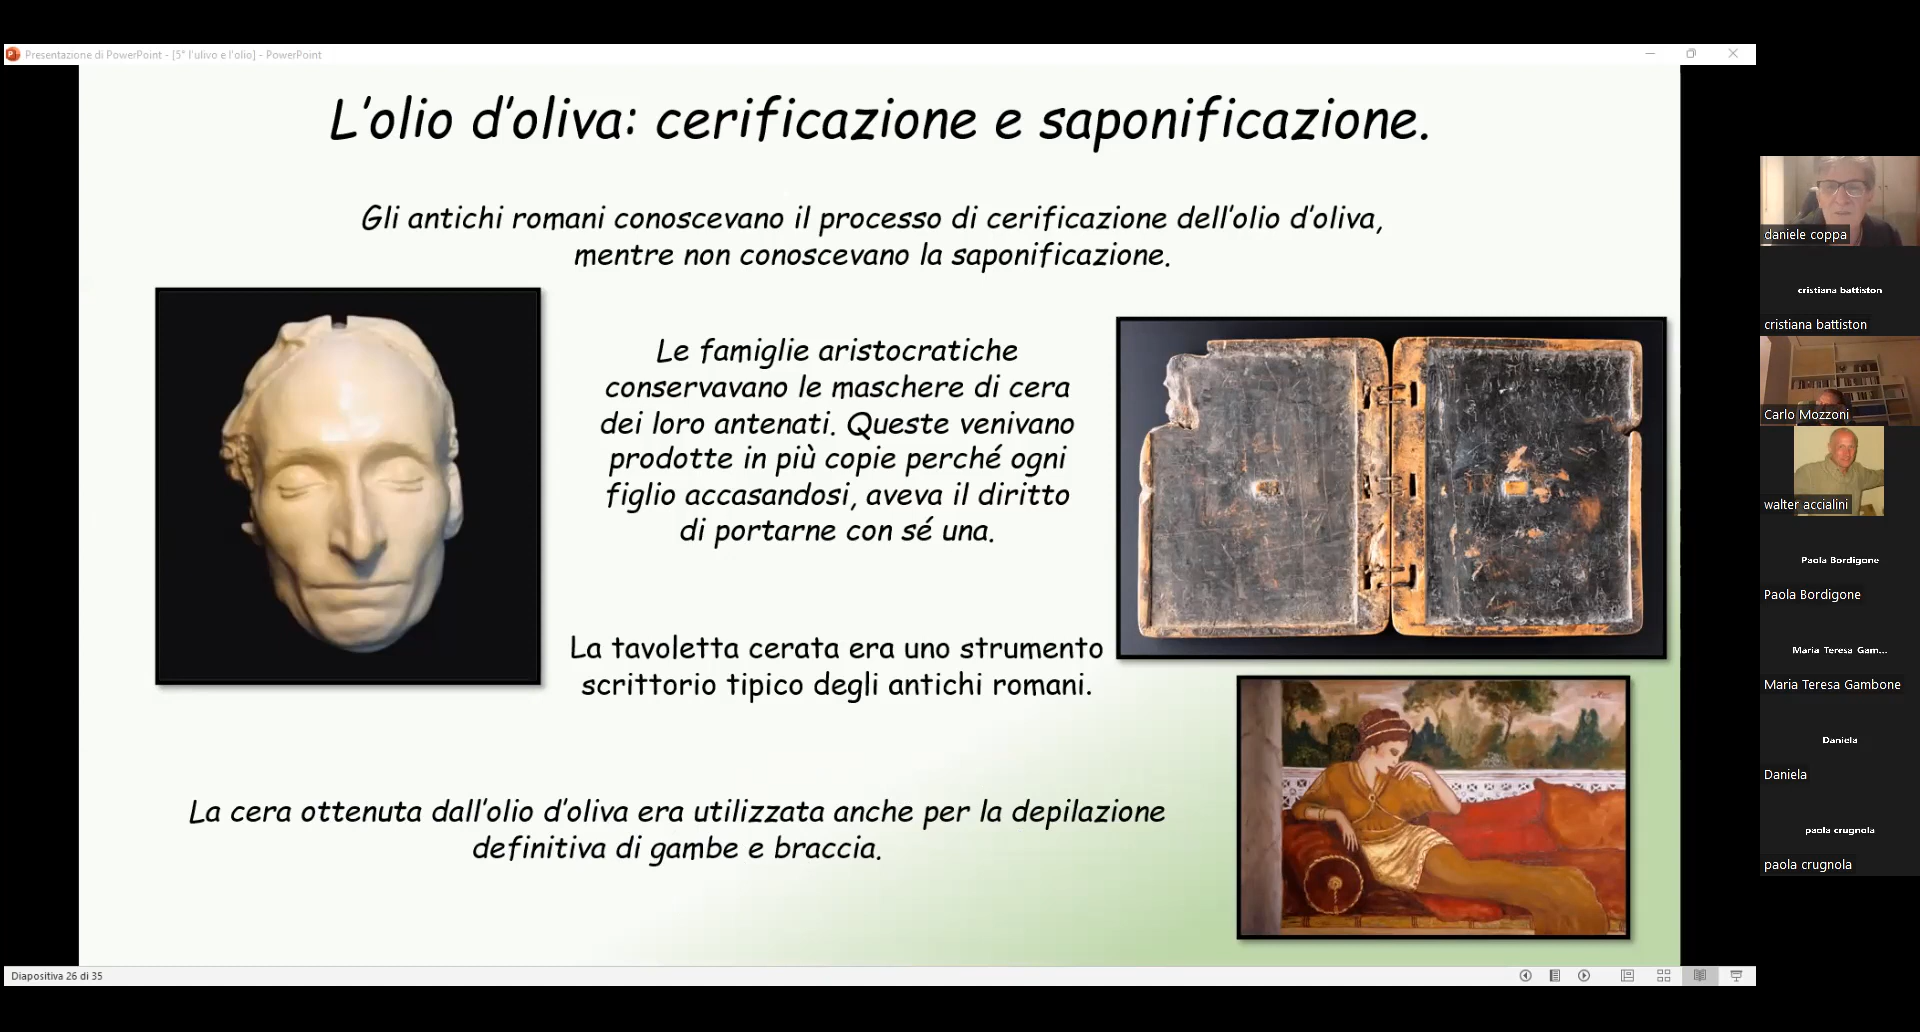 Presentazione di PowerPoint - [5° l'ulivo e l'olio] - PowerPoint
L'olio d'oliva: cerificazione e saponificazione.
Gli antichi romani conoscevano il processo di cerificazione dell'olio d'oliva,
mentre non conoscevano la saponificazione.
Le famiglie aristocratiche
conservavano le maschere di cera
dei loro antenati. Queste venivano
prodotte in più copie perché ogni
figlio accasandosi, aveva il diritto
di portarne con sé una.
La tavoletta cerata era uno strumento
scrittorio tipico degli antichi romani.
La cera ottenuta dall'olio d'oliva era utilizzata anche per la depilazione
definitiva di gambe e braccia.
Diapositiva 26 di 35
daniele coppa
cristiana battiston
cristiana battiston
Carlo Mozzoni
walter accialini
Paola Bordigone
Paola Bordigone
Maria Teresa Gam...
Maria Teresa Gambone
Daniela
Daniela
paola crugnola
paola crugnola